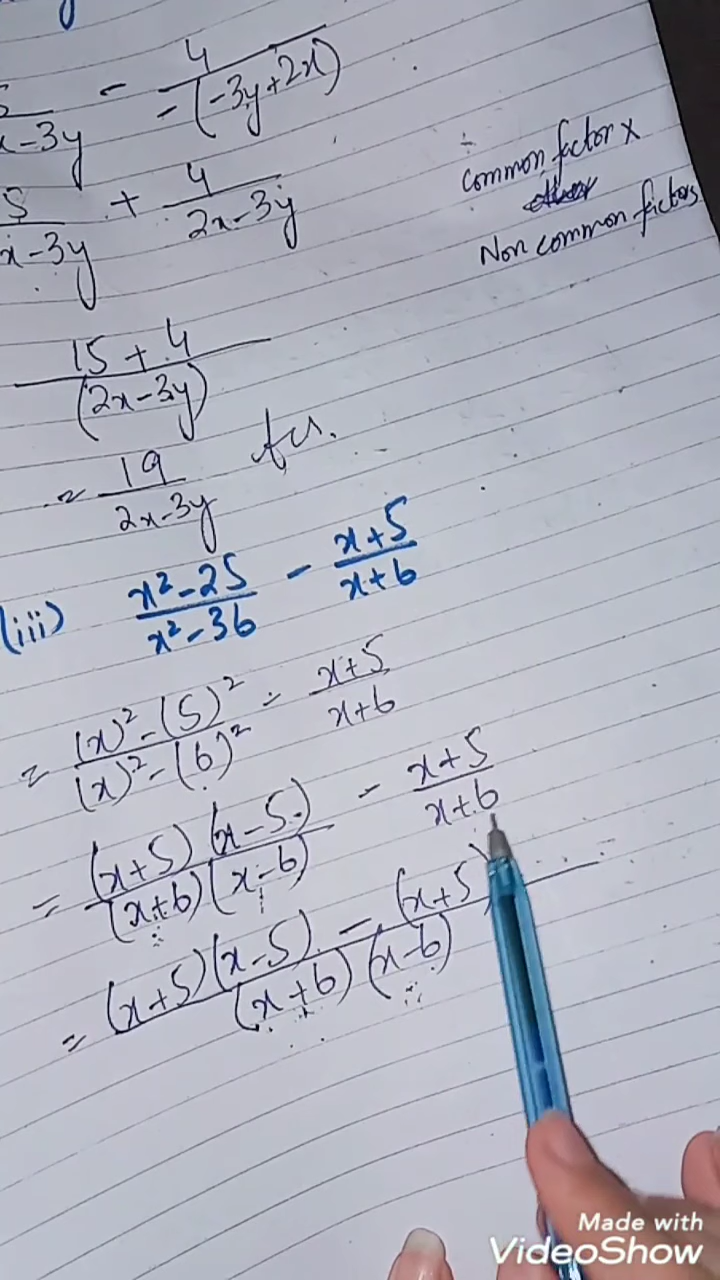 5/x-3y - 4/-(-3y+2x)
5/x-3y + 4/2x-3y
÷
Common factor x
Non common factors
15+4/(2x-3y)
= 19/2x-3y
(iii) x²-25/x²-36 - x+5/x+6
= (x)²-(5)²/(x)²-(6)² - x+5/x+6
= (x+5)(x-5)/(x+6)(x-6) - x+5/x+6
= (x+5)(x-5) - (x+5)/(x+6)(x-6)
Made with
VideoShow